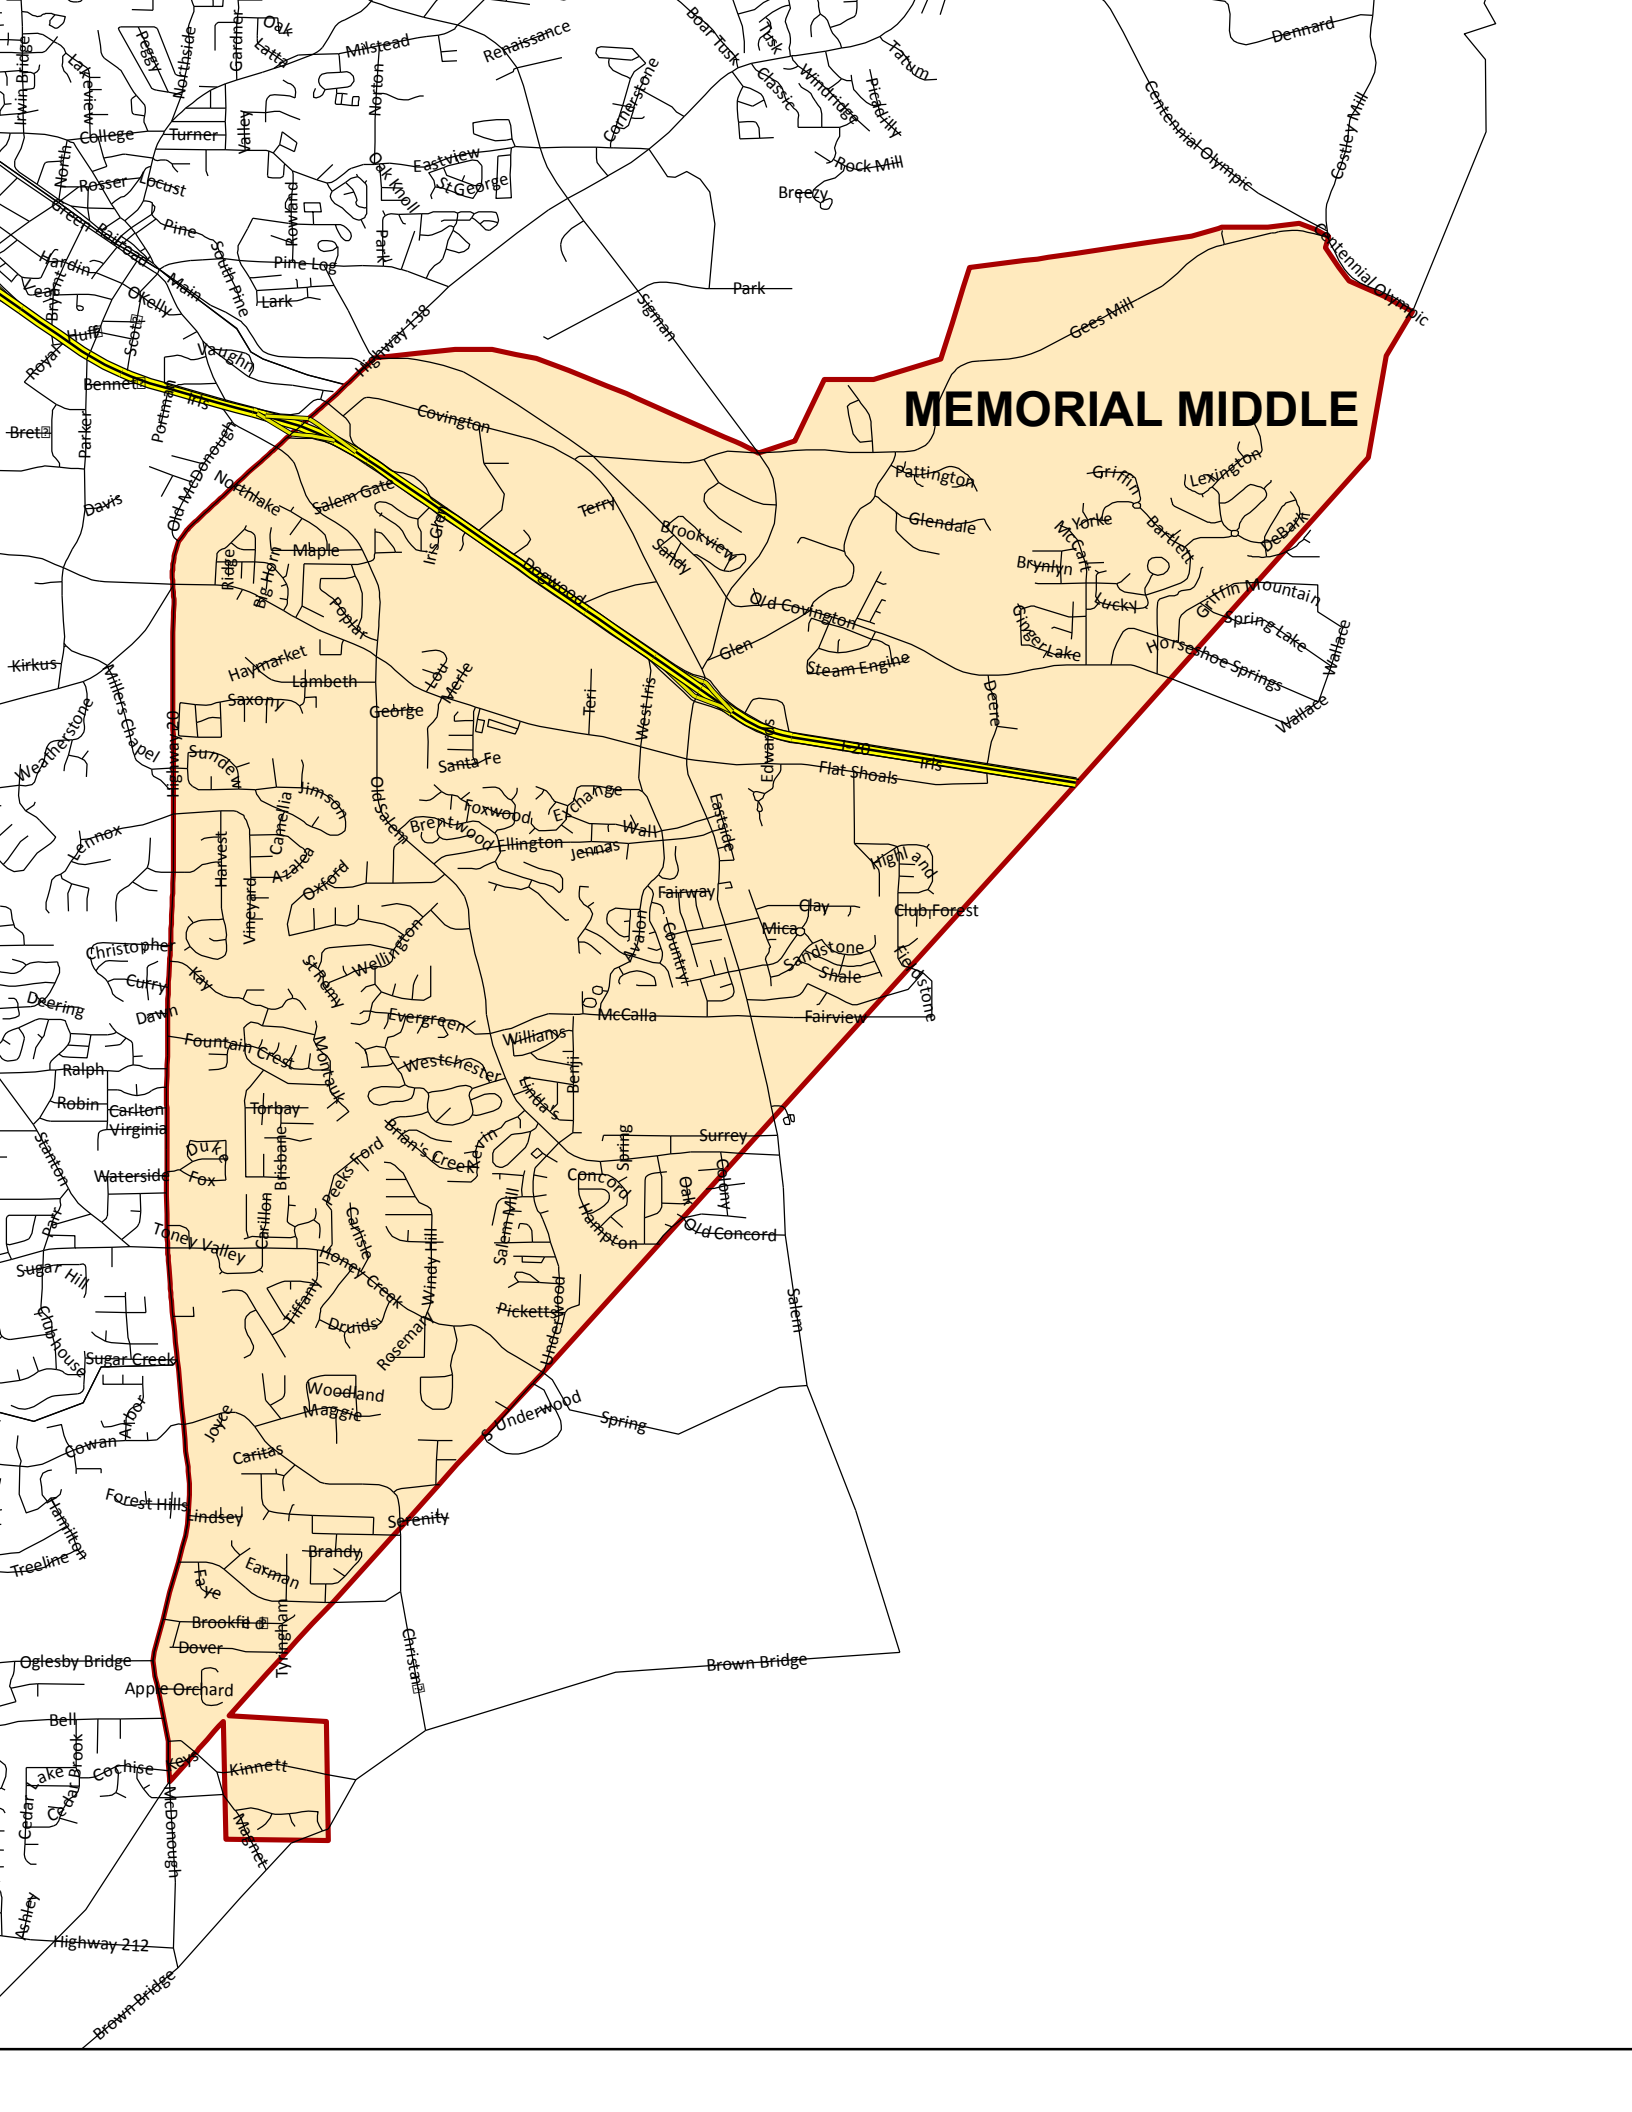 Irwin Bridge
Lakeview
Peggy
Northside
Gardner
Oak
Latta
Milstead
Norton
Renaissance
Cornerstone
Boar Tusk
Tusk
Classic
Windridge
Tatum
Picadilly
Rock Mill
Breezy
Dennard
Centennial Olympic
Costley Mill
College
Turner
Valley
North
Rosser
Locust
Oak Knoll
Eastview
St George
Green
Railroad
Pine
Rowland
Park
Pine Log
South Pine
Hardin
Bryant
Main
OKelly
Lark
Huff
Royal
Scott
Vaughn
Highway 138
Sigman
Park
Centennial Olympic
Gees Mill
MEMORIAL MIDDLE
Portman
Iris
Parker
Old McDonough
Covington
Davis
Northlake
Salem Gate
Iris Glen
Terry
Brookview
Sandy
Pattington
Glendale
Griffin
Lexington
Yorke
McCart
Bartlett
DeBark
Brynlyn
Lucky
Griffin Mountain
Spring Lake
Wallace
Ginger Lake
Horseshoe Springs
Wallace
Ridge
Big Horn
Maple
Poplar
Dogwood
Old Covington
Glen
Steam Engine
Deere
Kirkus
Millers Chapel
Weatherstone
Highway 20
Haymarket
Lambeth
Saxony
Lou
Merle
George
Teri
West Iris
Edwards
I-20
Iris
Flat Shoals
Sundew
Jimson
Santa Fe
Old Salem
Camellia
Foxwood
Exchange
Brentwood
Wall
Eastside
Ellington
Jennas
Lennox
Harvest
Azalea
Oxford
Vineyard
Highland
Fairway
Clay
Club Forest
Avalon
Country
Mica
Sandstone
Shale
Fieldstone
Christopher
Curry
Kay
St Remy
Wellington
Deering
Dawn
Evergreen
McCalla
Fairview
Fountain Crest
Montauk
Williams
Westchester
Benji
Linda's
Ralph
Robin
Carlton
Virginia
Torbay
Brisbane
Duke
Fox
Waterside
Stanton
Parr
Peeks Ford
Brian's Creek
Kevin
Surrey
Spring
Concord
Oak
Colony
Hampton
Old Concord
Carillon
Carlisle
Toney Valley
Honey Creek
Windy Hill
Salem Mill
Sugar Hill
Clubhouse
Tiffany
Druids
Rosemary
Picketts
Underwood
Salem
Sugar Creek
Woodland
Maggie
S Underwood
Spring
Arbor
Cowan
Joyce
Caritas
Forest Hills
Lindsey
Serenity
Hamilton
Treeline
Faye
Earman
Brandy
Tyringham
Dover
Oglesby Bridge
Apple Orchard
Brown Bridge
Bell
Keys
Kinnett
Cedar Lake
Cedar Brook
Cochise
McDonough
Magnet
Ashley
Highway 212
Brown Bridge